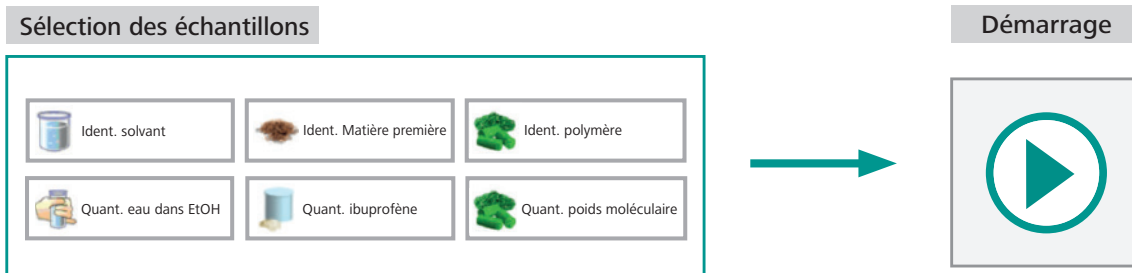 Sélection des échantillons
Démarrage
Ident. solvant
Ident. Matière première
Ident. polymère
Quant. eau dans EtOH
Quant. ibuprofène
Quant. poids moléculaire